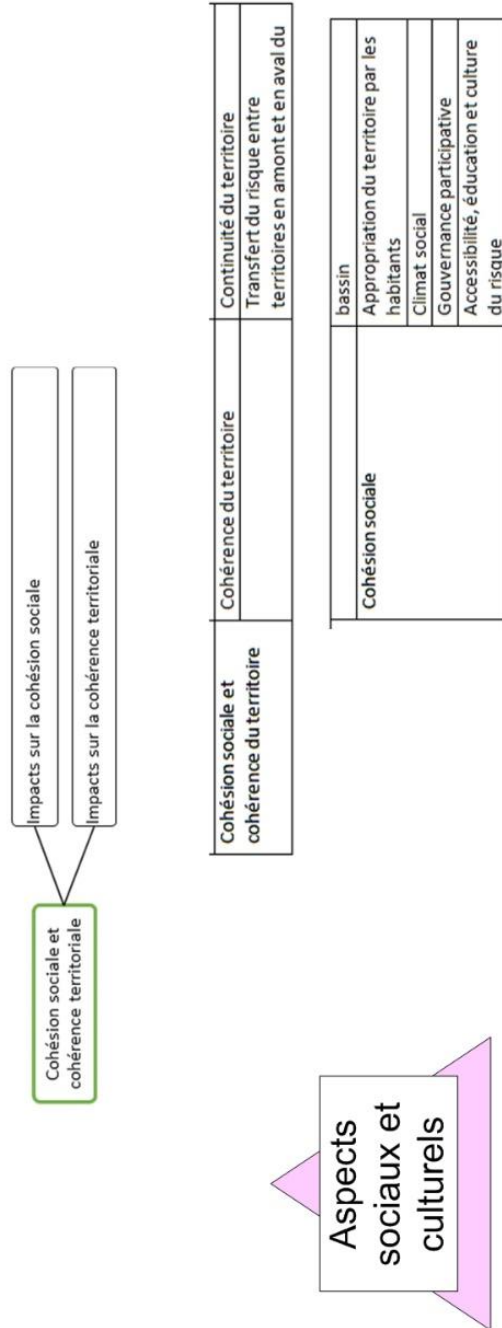 Cohésion sociale et
cohérence territoriale
Impacts sur la cohésion sociale
Impacts sur la cohérence territoriale
Cohésion sociale et
cohérence du territoire
Cohérence du territoire
Continuité du territoire
Transfert du risque entre
territoires en amont et en aval du
bassin
Cohésion sociale
Appropriation du territoire par les
habitants
Climat social
Gouvernance participative
Accessibilité, éducation et culture
du risque
Aspects
sociaux et
culturels